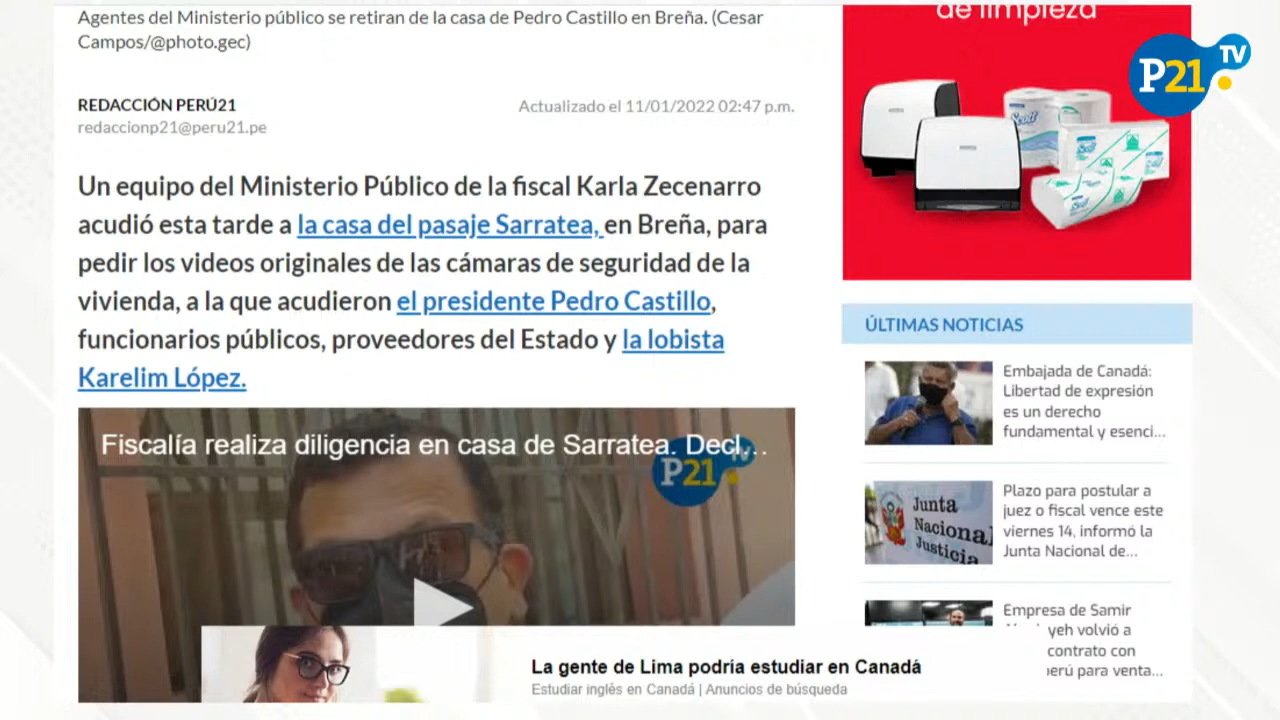 Agentes del Ministerio público se retiran de la casa de Pedro Castillo en Breña. (Cesar
Campos/@photo.gec)
REDACCIÓN PERÚ21
Actualizado el 11/01/2022 02:47 p.m.
redaccionp21@peru21.pe
Un equipo del Ministerio Público de la fiscal Karla Zecenarro
acudió esta tarde a la casa del pasaje Sarratea, en Breña, para
pedir los videos originales de las cámaras de seguridad de la
vivienda, a la que acudieron el presidente Pedro Castillo,
funcionarios públicos, proveedores del Estado y la lobista
Karelim López.
Fiscalía realiza diligencia en casa de Sarratea. Decl...
P21 TV
de limpieza
Scott
P21 TV
ÚLTIMAS NOTICIAS
Embajada de Canadá:
Libertad de expresión
es un derecho
fundamental y esenci...
Junta
Nacional
Justicia
Plazo para postular a
juez o fiscal vence este
viernes 14, informó la
Junta Nacional de...
Empresa de Samir
volvió a
contrato con
para venta...
La gente de Lima podría estudiar en Canadá
Estudiar inglés en Canadá | Anuncios de búsqueda